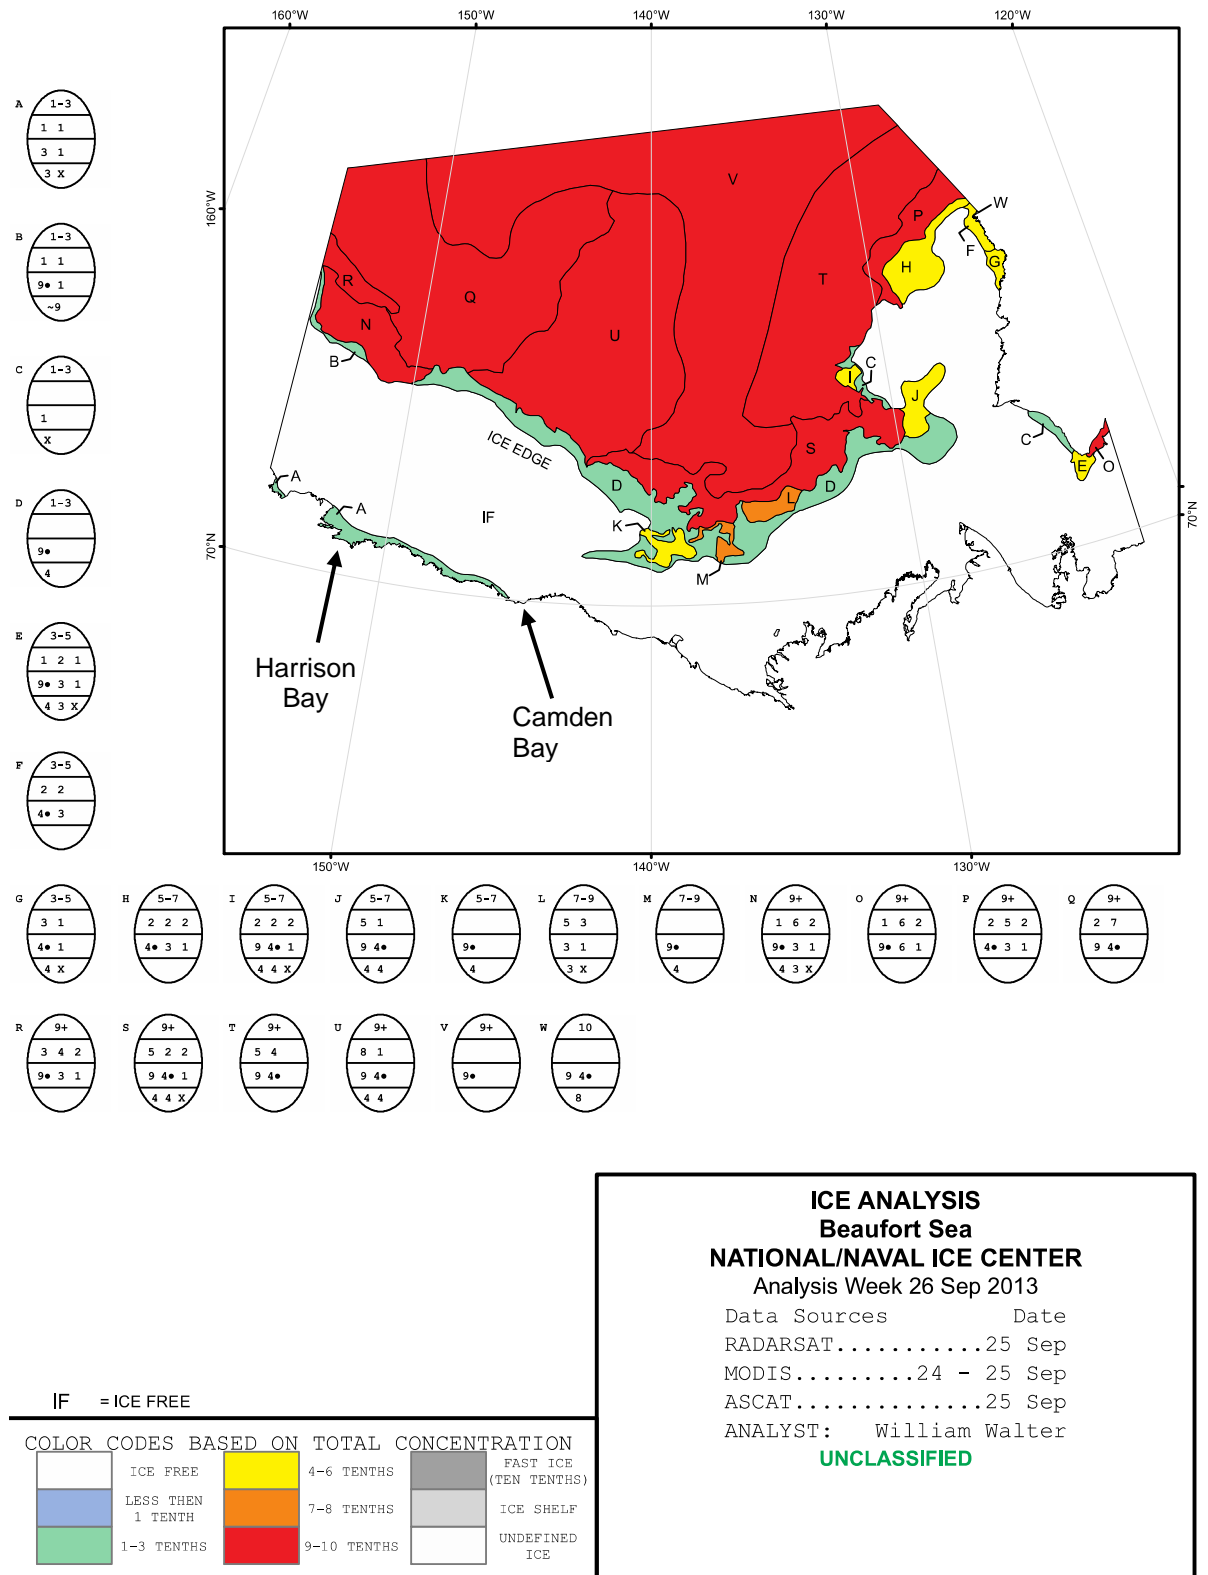 160°W 150°W 140°W 130°W 120°W
A 1-3
1 1
3 1
3 X
B 1-3
1 1
9• 1
~9
C 1-3
1
X
D 1-3
9•
4
E 3-5
1 2 1
9• 3 1
4 3 X
F 3-5
2 2
4• 3
160°W
70°N
70°N
V
P
W
F
G
H
T
R
Q
N
B
U
I
C
J
ICE EDGE
S
C
E
O
A
D
D
L
A
IF
K
M
Harrison
Bay
Camden
Bay
150°W 140°W 130°W
G 3-5 H 5-7 I 5-7 J 5-7 K 5-7 L 7-9 M 7-9 N 9+ O 9+ P 9+ Q 9+
3 1 2 2 2 2 2 2 5 1 5 3 1 6 2 1 6 2 2 5 2 2 7
4• 1 4• 3 1 9 4• 1 9 4• 9• 3 1 9• 9• 3 1 9• 6 1 4• 3 1 9 4•
4 X 4 4 X 4 4 4 3 X 4 4 3 X
R 9+ S 9+ T 9+ U 9+ V 9+ W 10
3 4 2 5 2 2 5 4 8 1
9• 3 1 9 4• 1 9 4• 9 4• 9• 9 4•
4 4 X 4 4 8
ICE ANALYSIS
Beaufort Sea
NATIONAL/NAVAL ICE CENTER
Analysis Week 26 Sep 2013
Data Sources Date
RADARSAT...........25 Sep
MODIS.........24 - 25 Sep
ASCAT..............25 Sep
ANALYST: William Walter
UNCLASSIFIED
IF = ICE FREE
COLOR CODES BASED ON TOTAL CONCENTRATION
ICE FREE
LESS THEN
1 TENTH
1-3 TENTHS
4-6 TENTHS
7-8 TENTHS
9-10 TENTHS
FAST ICE
(TEN TENTHS)
ICE SHELF
UNDEFINED
ICE